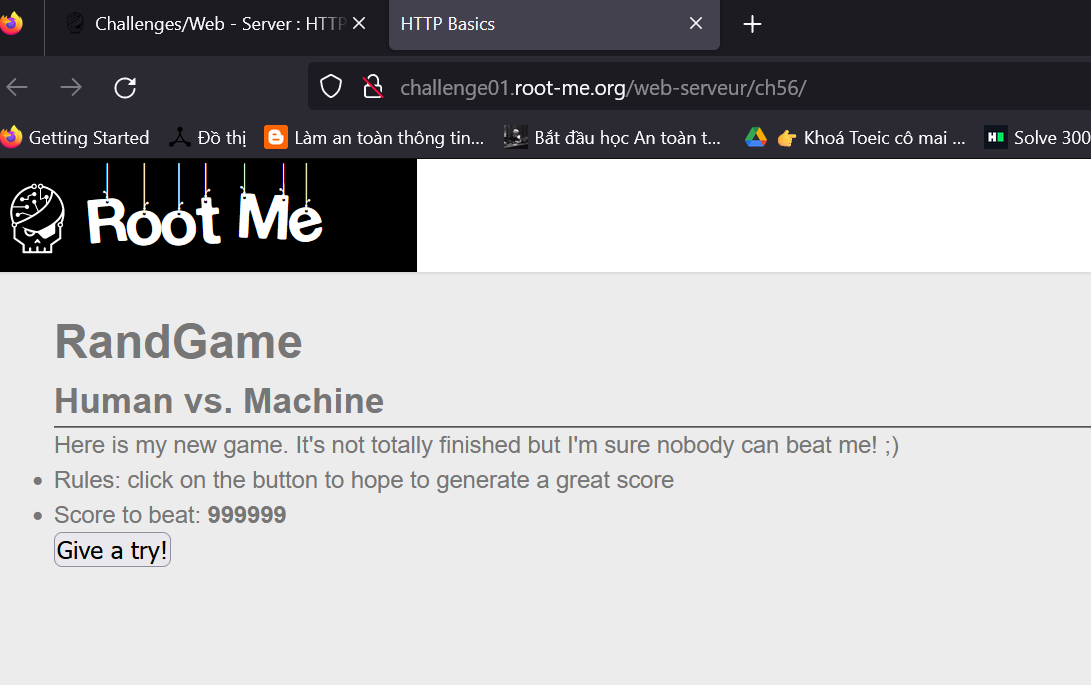 Challenges/Web - Server : HTTP
HTTP Basics
challenge01.root-me.org/web-serveur/ch56/
Getting Started
Đồ thị
Làm an toàn thông tin...
Bắt đầu học An toàn t...
Khoá Toeic cô mai ...
Solve 300
Root Me
RandGame
Human vs. Machine
Here is my new game. It's not totally finished but I'm sure nobody can beat me! ;)
Rules: click on the button to hope to generate a great score
Score to beat: 999999
Give a try!